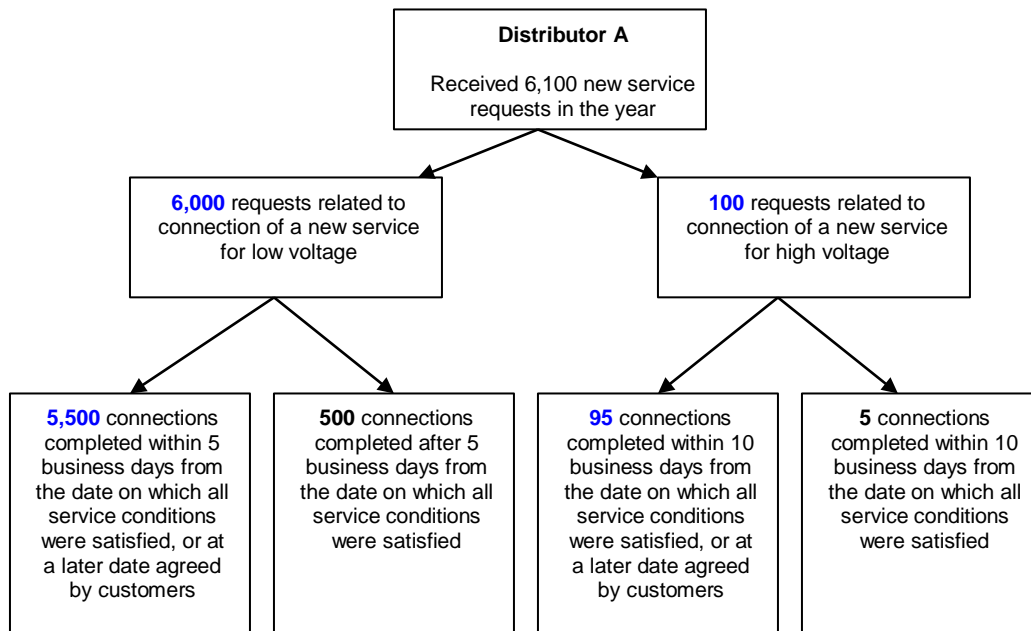 Distributor A
Received 6,100 new service
requests in the year
6,000 requests related to
connection of a new service
for low voltage
100 requests related to
connection of a new service
for high voltage
5,500 connections
completed within 5
business days from
the date on which all
service conditions
were satisfied, or at
a later date agreed
by customers
500 connections
completed after 5
business days from
the date on which all
service conditions
were satisfied
95 connections
completed within 10
business days from
the date on which all
service conditions
were satisfied, or at
a later date agreed
by customers
5 connections
completed within 10
business days from
the date on which all
service conditions
were satisfied